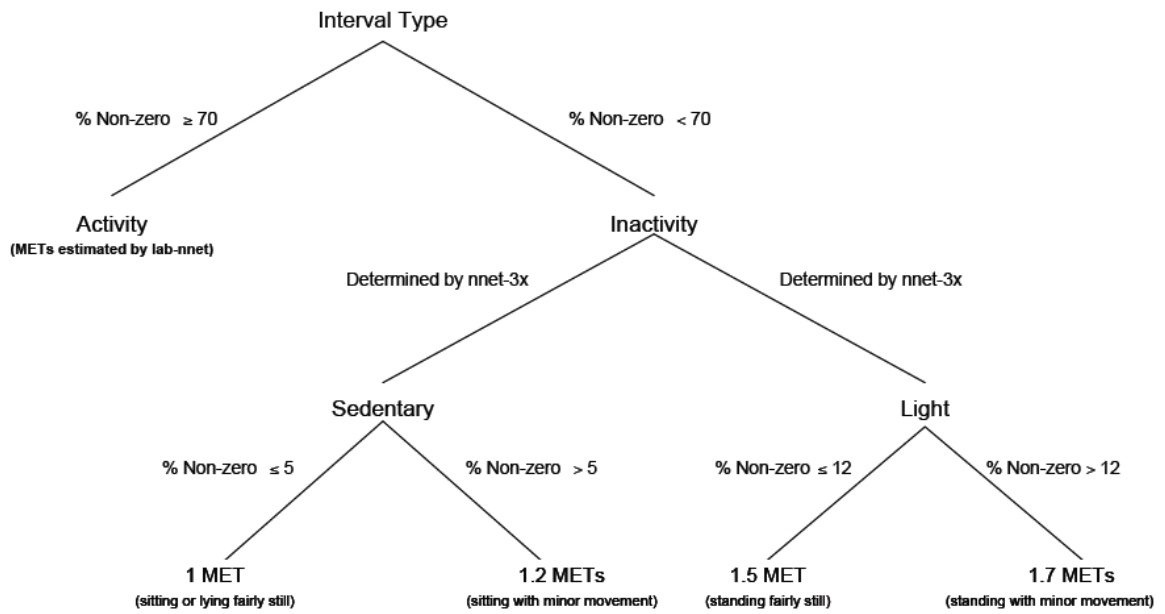 Interval Type
% Non-zero ≥ 70
% Non-zero < 70
Activity
(METs estimated by lab-nnet)
Inactivity
Determined by nnet-3x
Determined by nnet-3x
Sedentary
Light
% Non-zero ≤ 5
% Non-zero > 5
% Non-zero ≤ 12
% Non-zero > 12
1 MET
(sitting or lying fairly still)
1.2 METs
(sitting with minor movement)
1.5 MET
(standing fairly still)
1.7 METs
(standing with minor movement)